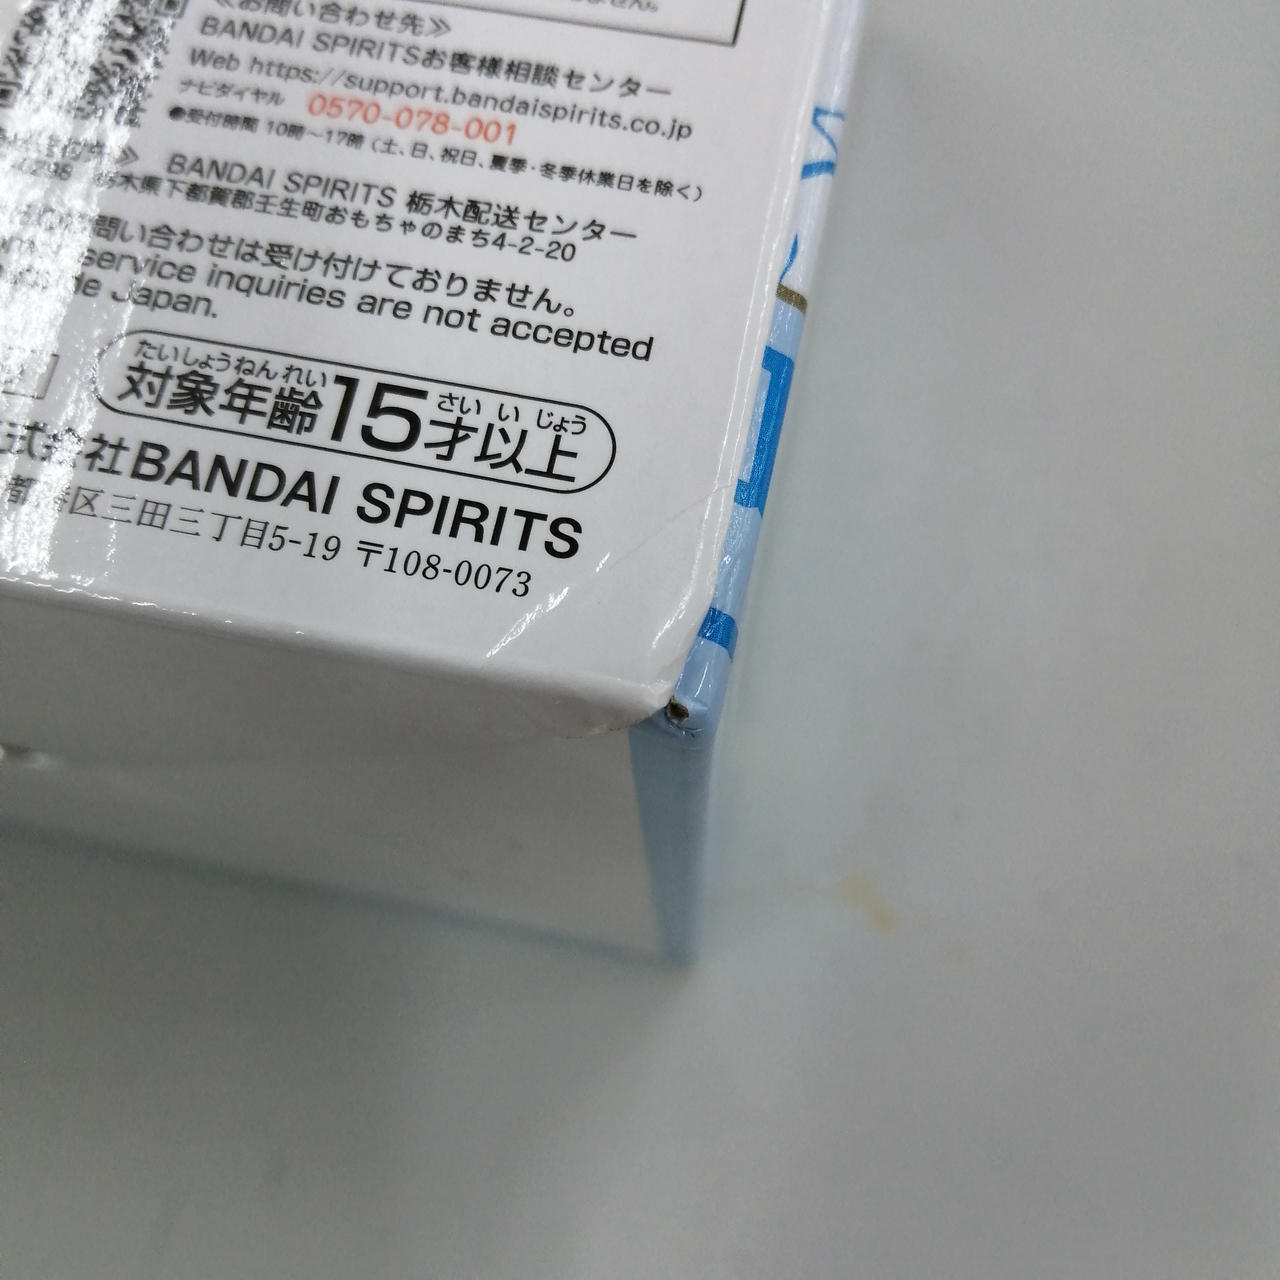 ≪お問い合わせ先≫
BANDAI SPIRITSお客様相談センター
Web https://support.bandaispirits.co.jp
ナビダイヤル 0570-078-001
●受付時間 10時～17時（土、日、祝日、夏季・冬季休業日を除く）
BANDAI SPIRITS 栃木配送センター
栃木県下都賀郡壬生町おもちゃのまち4-2-20
問い合わせは受け付けておりません。
service inquiries are not accepted
Japan.
たいしょうねんれい さい い じょう
対象年齢15才以上
株式会社BANDAI SPIRITS
港区三田三丁目5-19 〒108-0073